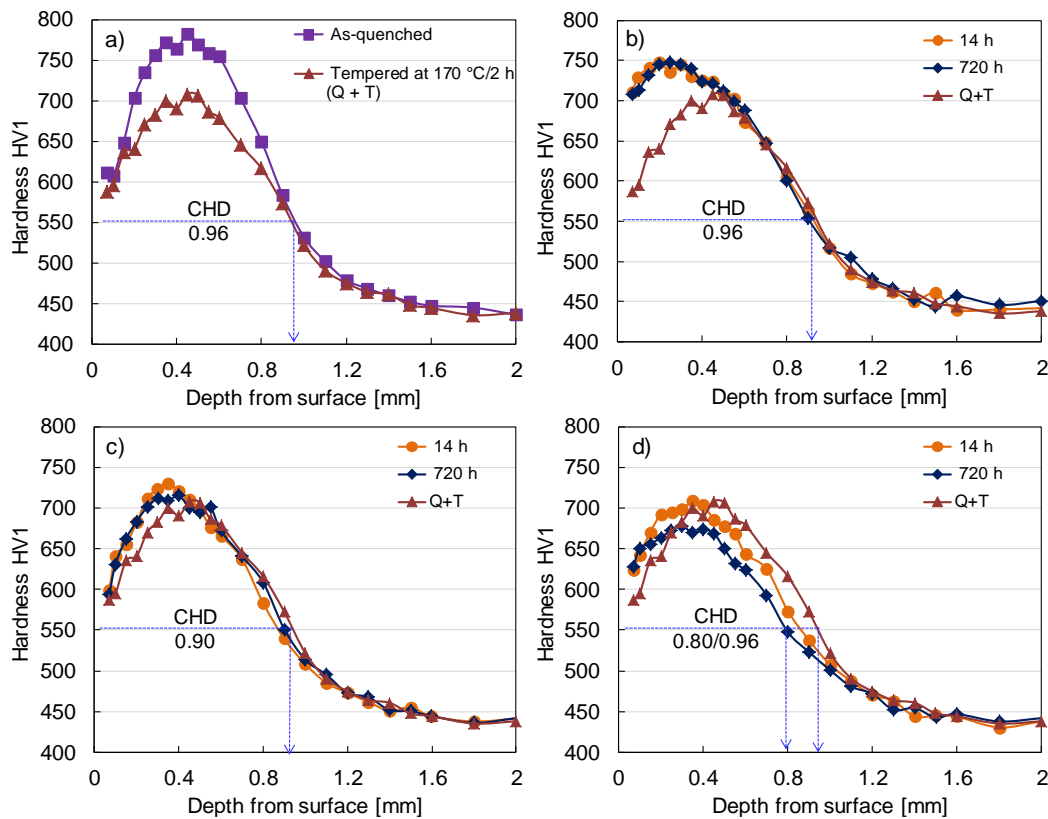 a)
As-quenched
Tempered at 170 °C/2 h
(Q + T)
Hardness HV1
800
750
700
650
600
550
500
450
400
CHD
0.96
0 0.4 0.8 1.2 1.6 2
Depth from surface [mm]
b)
14 h
720 h
Q+T
Hardness HV1
800
750
700
650
600
550
500
450
400
CHD
0.96
0 0.4 0.8 1.2 1.6 2
Depth from surface [mm]
c)
14 h
720 h
Q+T
Hardness HV1
800
750
700
650
600
550
500
450
400
CHD
0.90
0 0.4 0.8 1.2 1.6 2
Depth from surface [mm]
d)
14 h
720 h
Q+T
Hardness HV1
800
750
700
650
600
550
500
450
400
CHD
0.80/0.96
0 0.4 0.8 1.2 1.6 2
Depth from surface [mm]